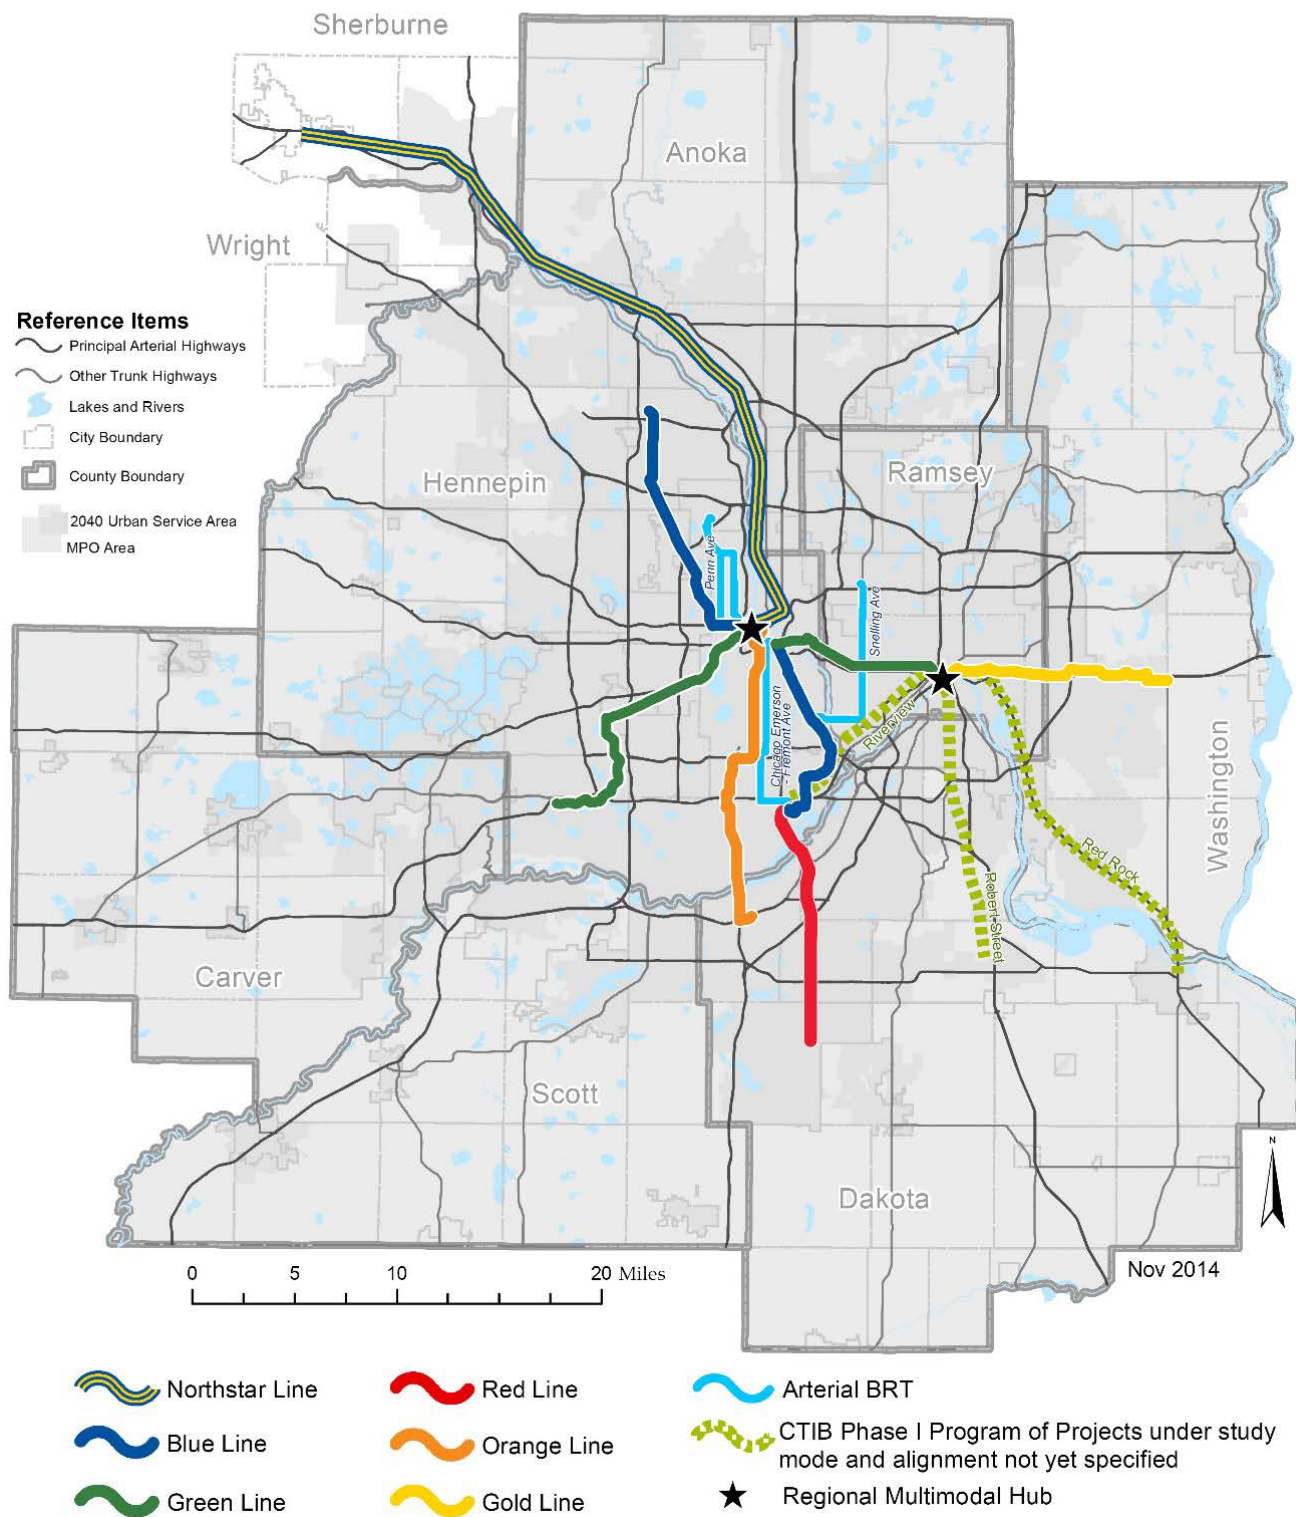 Sherburne
Anoka
Wright
Reference Items
Principal Arterial Highways
Other Trunk Highways
Lakes and Rivers
City Boundary
County Boundary
2040 Urban Service Area
MPO Area
Hennepin
Ramsey
Penn Ave
Snelling Ave
Riverview
Chicago Emerson
- Fremont Ave
Washington
Red Rock
Robert Street
Carver
Scott
Dakota
N
Nov 2014
0 5 10 20 Miles
Northstar Line
Red Line
Arterial BRT
Blue Line
Orange Line
CTIB Phase I Program of Projects under study
mode and alignment not yet specified
Green Line
Gold Line
Regional Multimodal Hub